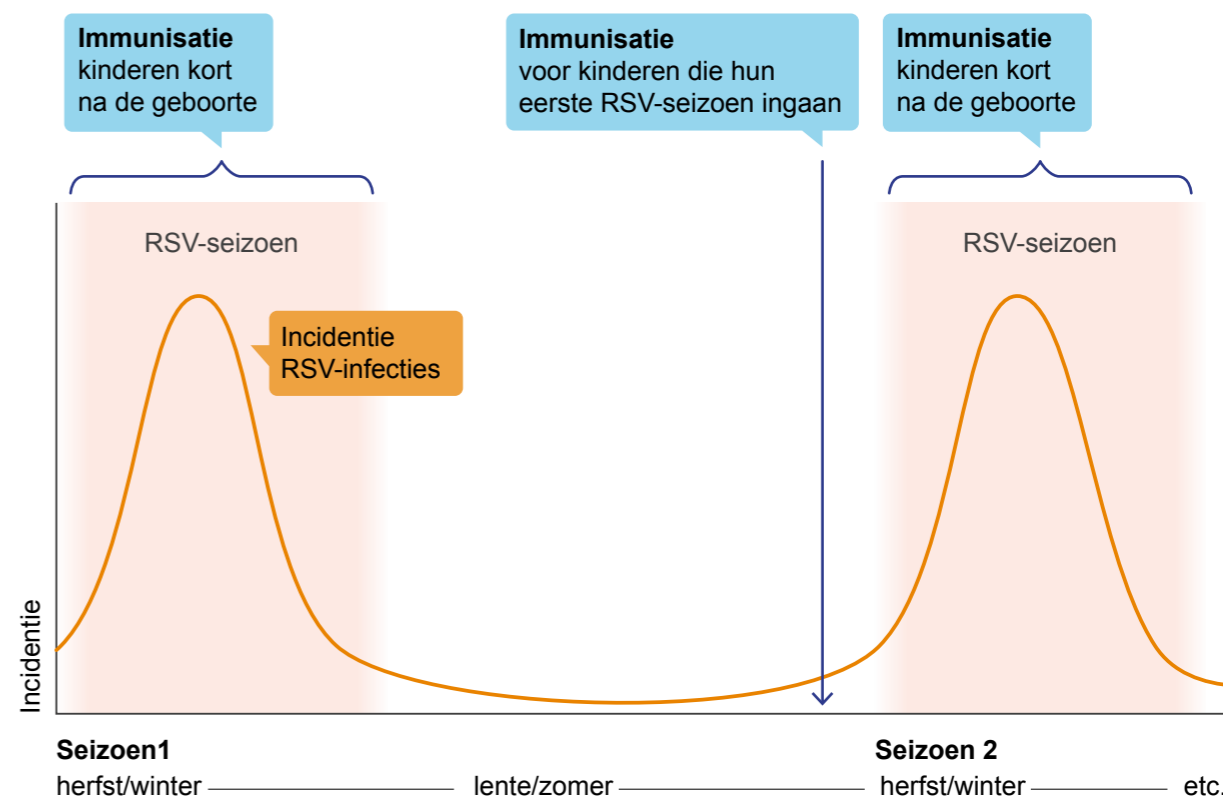 Immunisatie
kinderen kort
na de geboorte
Immunisatie
voor kinderen die hun
eerste RSV-seizoen ingaan
Immunisatie
kinderen kort
na de geboorte
RSV-seizoen
RSV-seizoen
Incidentie
RSV-infecties
Incidentie
Seizoen1
Seizoen 2
herfst/winter
lente/zomer
herfst/winter
etc.